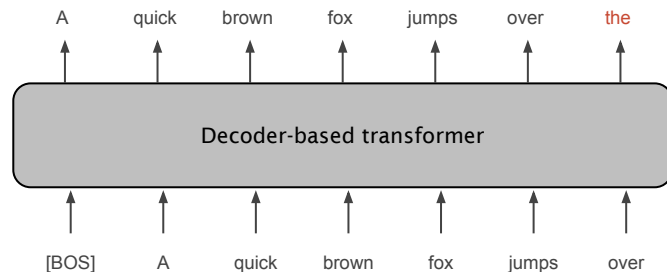 A quick brown fox jumps over the
Decoder-based transformer
[BOS] A quick brown fox jumps over